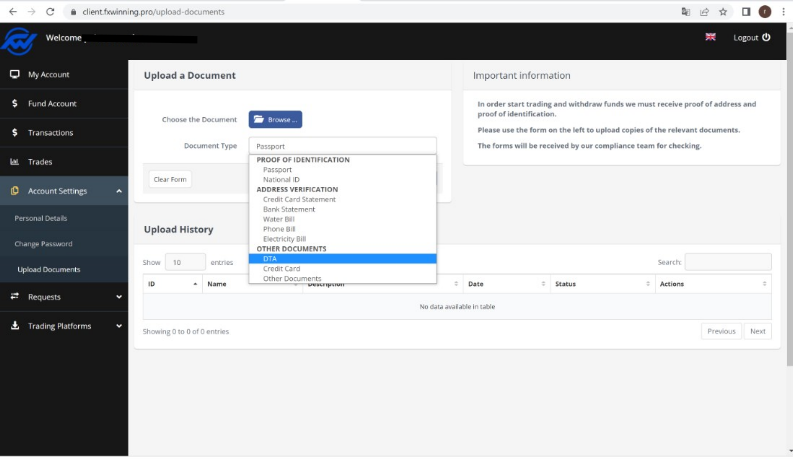 client.fxwinning.pro/upload-documents
Welcome
Logout
My Account
Fund Account
Transactions
Trades
Account Settings
Personal Details
Change Password
Upload Documents
Requests
Trading Platforms
Upload a Document
Choose the Document
Browse ...
Document Type
Passport
PROOF OF IDENTIFICATION
Passport
National ID
ADDRESS VERIFICATION
Credit Card Statement
Bank Statement
Water Bill
Phone Bill
Electricity Bill
OTHER DOCUMENTS
DTA
Credit Card
Other Documents
Clear Form
Important information
In order start trading and withdraw funds we must receive proof of address and
proof of identification.
Please use the form on the left to upload copies of the relevant documents.
The forms will be received by our compliance team for checking.
Upload History
Show 10 entries
Search:
ID Name Description Date Status Actions
No data available in table
Showing 0 to 0 of 0 entries
Previous Next